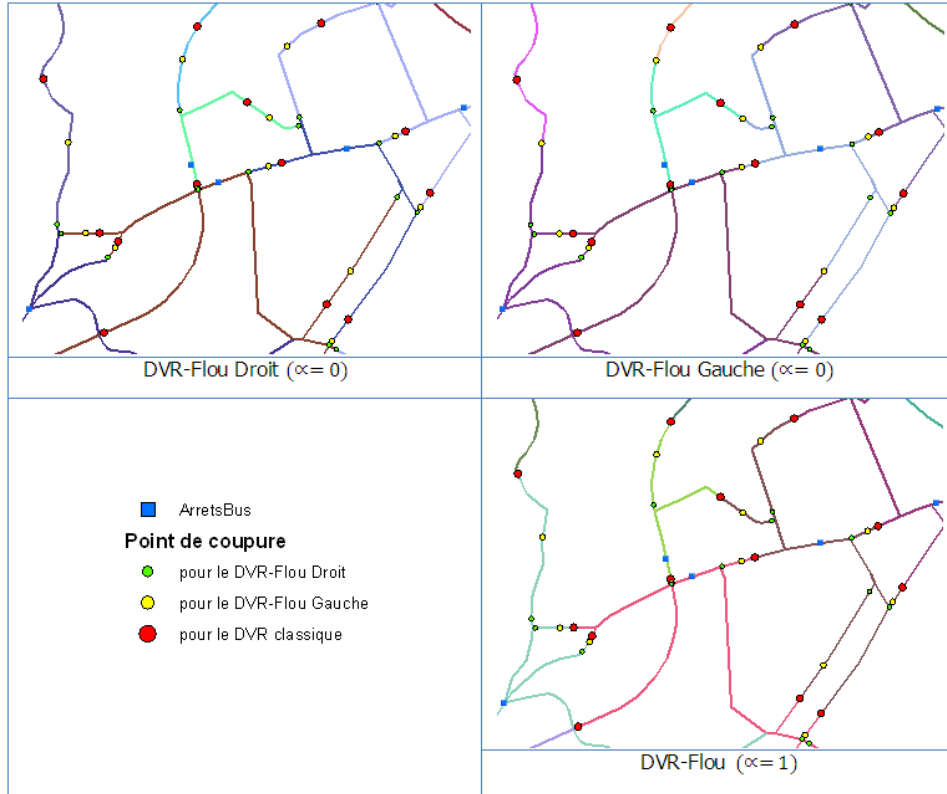 DVR-Flou Droit (∝= 0)
DVR-Flou Gauche (∝= 0)
ArretsBus
Point de coupure
pour le DVR-Flou Droit
pour le DVR-Flou Gauche
pour le DVR classique
DVR-Flou (∝= 1)